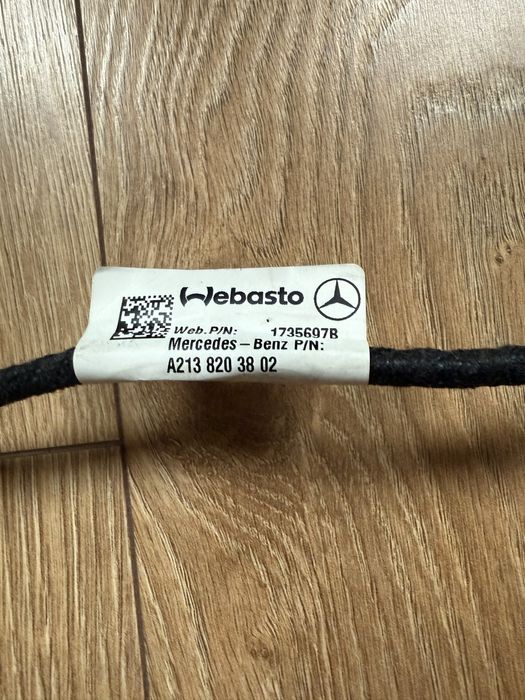 Webasto
Web.P/N: 1735697B
Mercedes-Benz P/N:
A213 820 38 02